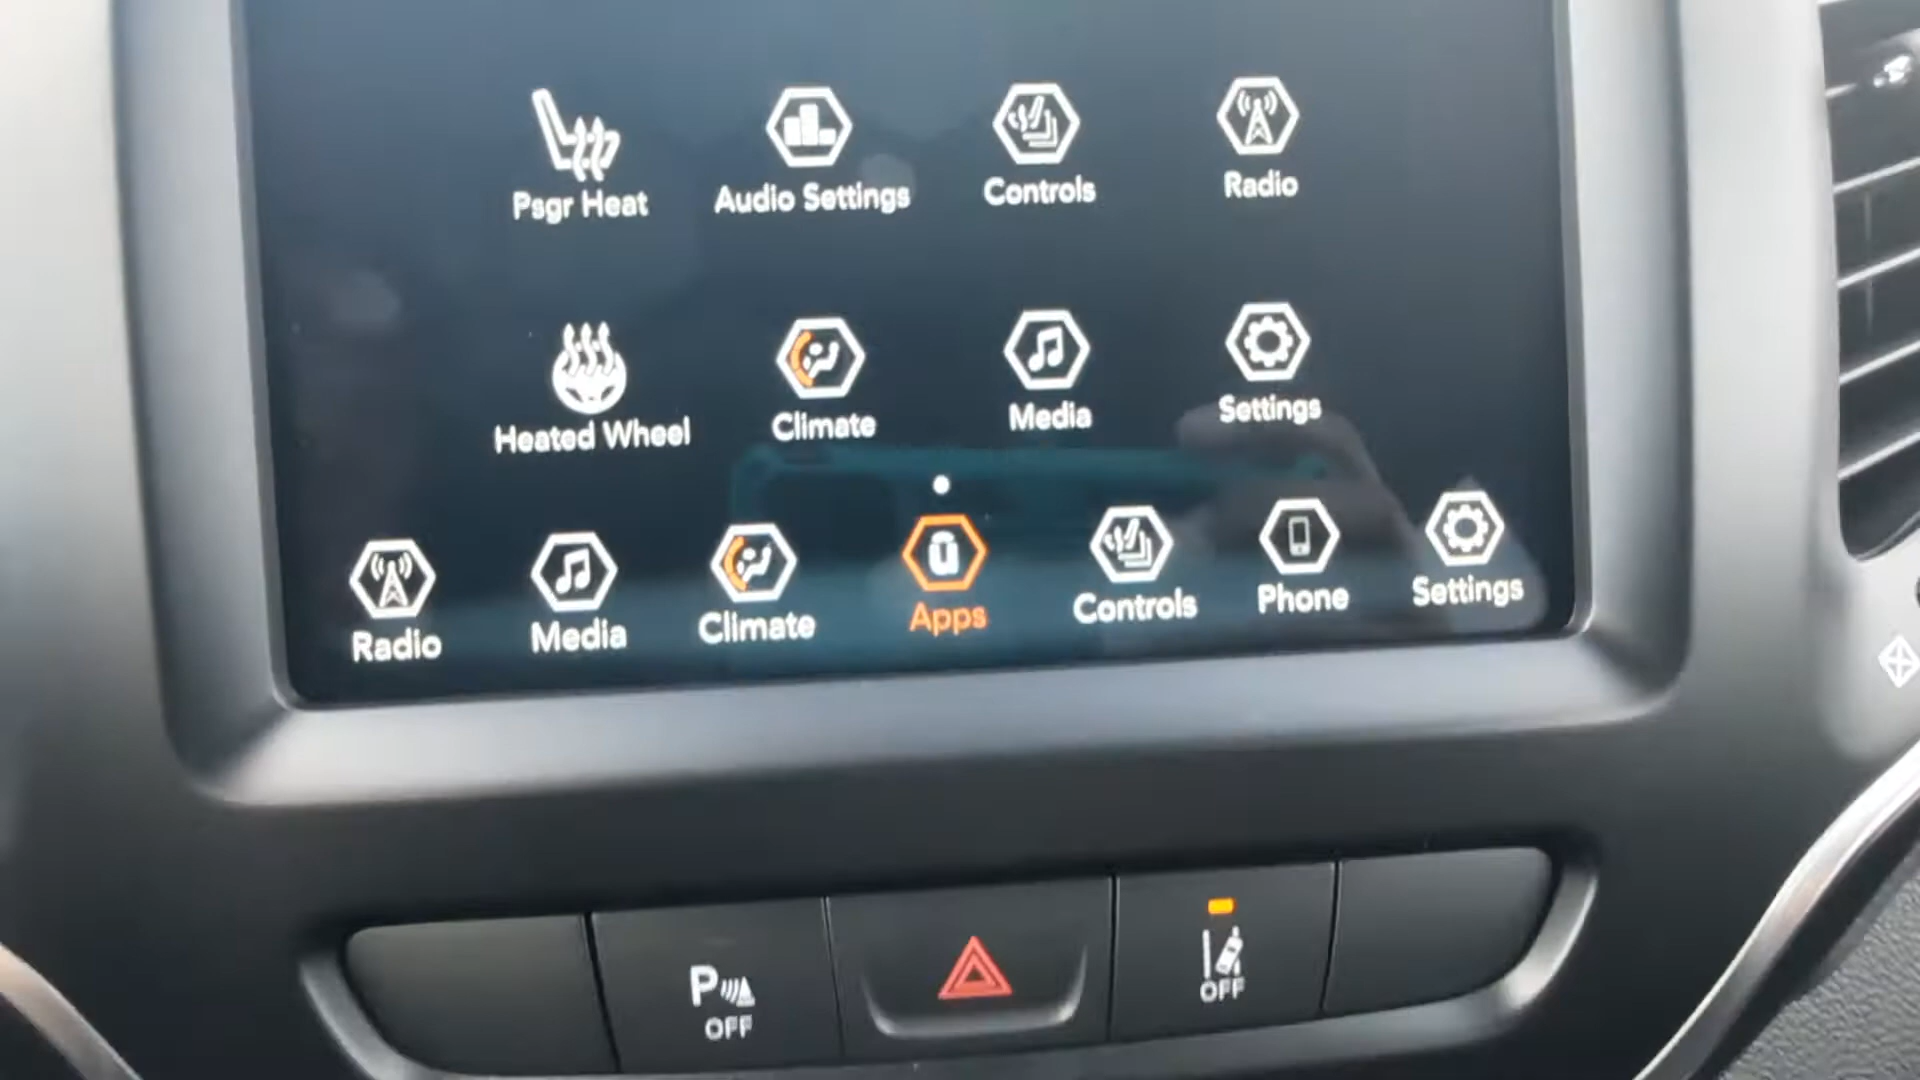 Psgr Heat
Audio Settings
Controls
Radio
Heated Wheel
Climate
Media
Settings
Radio
Media
Climate
Apps
Controls
Phone
Settings
P
OFF
OFF